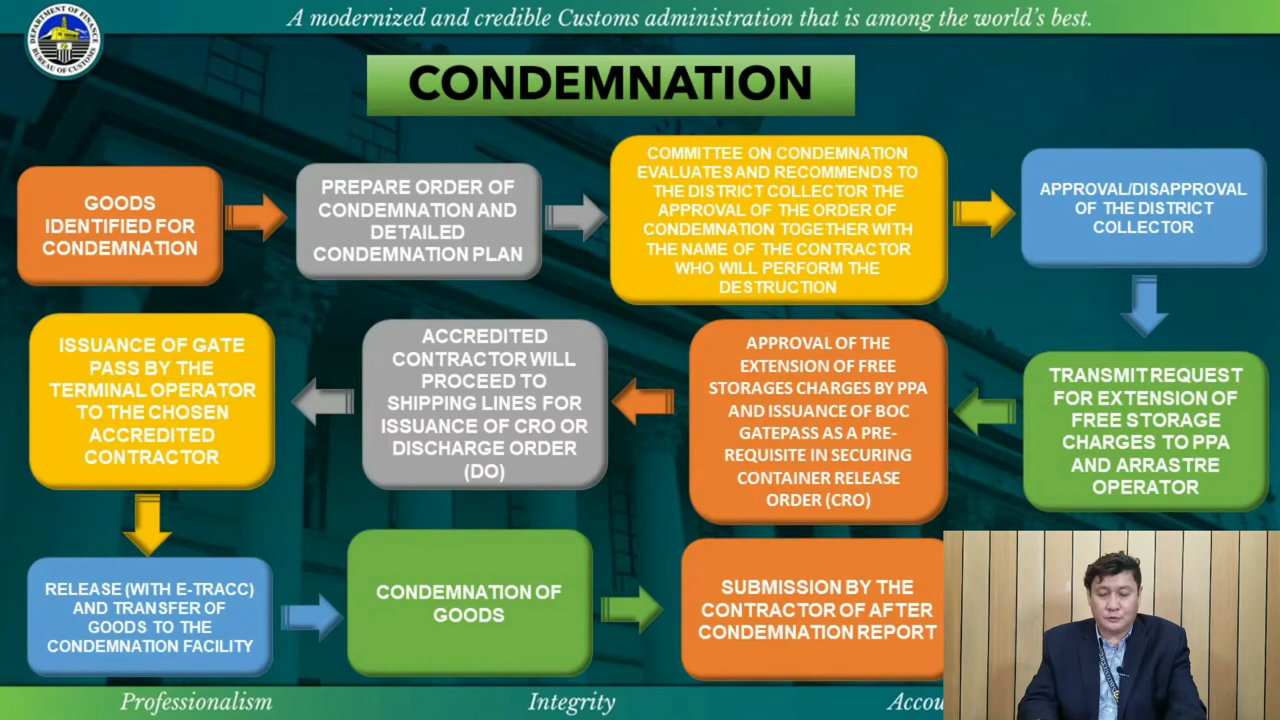 A modernized and credible Customs administration that is among the world's best.
DEPARTMENT OF FINANCE
BUREAU OF CUSTOMS
CONDEMNATION
GOODS
IDENTIFIED FOR
CONDEMNATION
PREPARE ORDER OF
CONDEMNATION AND
DETAILED
CONDEMNATION PLAN
COMMITTEE ON CONDEMNATION
EVALUATES AND RECOMMENDS TO
THE DISTRICT COLLECTOR THE
APPROVAL OF THE ORDER OF
CONDEMNATION TOGETHER WITH
THE NAME OF THE CONTRACTOR
WHO WILL PERFORM THE
DESTRUCTION
APPROVAL/DISAPPROVAL
OF THE DISTRICT
COLLECTOR
TRANSMIT REQUEST
FOR EXTENSION OF
FREE STORAGE
CHARGES TO PPA
AND ARRASTRE
OPERATOR
APPROVAL OF THE
EXTENSION OF FREE
STORAGES CHARGES BY PPA
AND ISSUANCE OF BOC
GATEPASS AS A PRE-
REQUISITE IN SECURING
CONTAINER RELEASE
ORDER (CRO)
ACCREDITED
CONTRACTOR WILL
PROCEED TO
SHIPPING LINES FOR
ISSUANCE OF CRO OR
DISCHARGE ORDER
(DO)
ISSUANCE OF GATE
PASS BY THE
TERMINAL OPERATOR
TO THE CHOSEN
ACCREDITED
CONTRACTOR
RELEASE (WITH E-TRACC)
AND TRANSFER OF
GOODS TO THE
CONDEMNATION FACILITY
CONDEMNATION OF
GOODS
SUBMISSION BY THE
CONTRACTOR OF AFTER
CONDEMNATION REPORT
Professionalism
Integrity
Accou